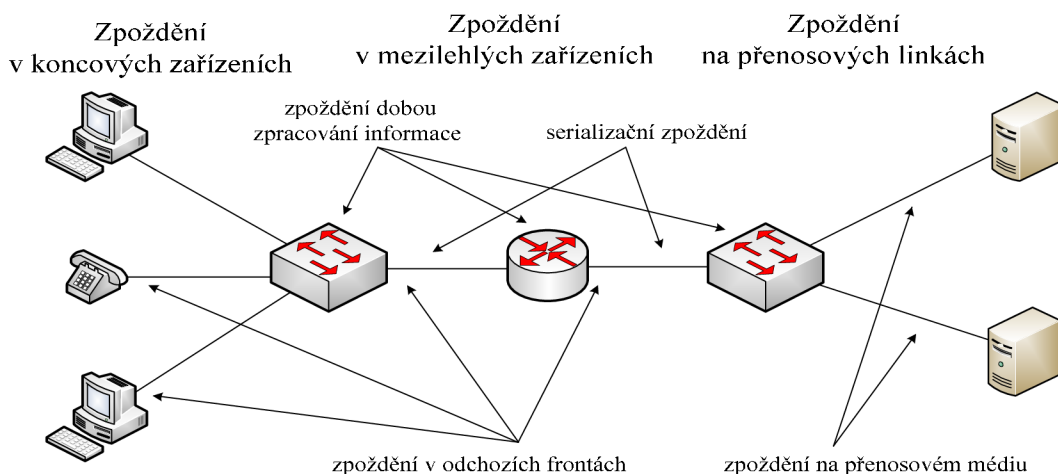 Zpoždění
v koncových zařízeních
Zpoždění
v mezilehlých zařízeních
Zpoždění
na přenosových linkách
zpoždění dobou
zpracování informace
serializační zpoždění
zpoždění v odchozích frontách
zpoždění na přenosovém médiu